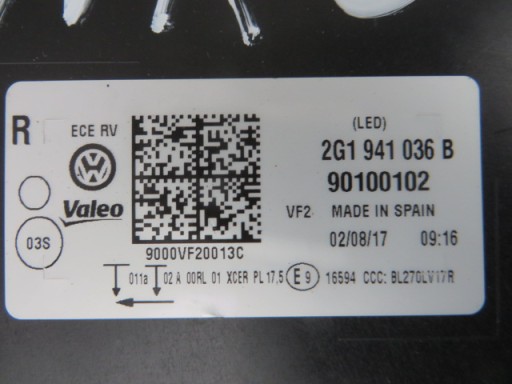 R
ECE RV
(LED)
2G1 941 036 B
90100102
Valeo
VF2 MADE IN SPAIN
03S
02/08/17 09:16
9000VF20013C
011a 02 A 00RL 01 XCER PL 17,5 E 9 16594 CCC: BL270LV17R